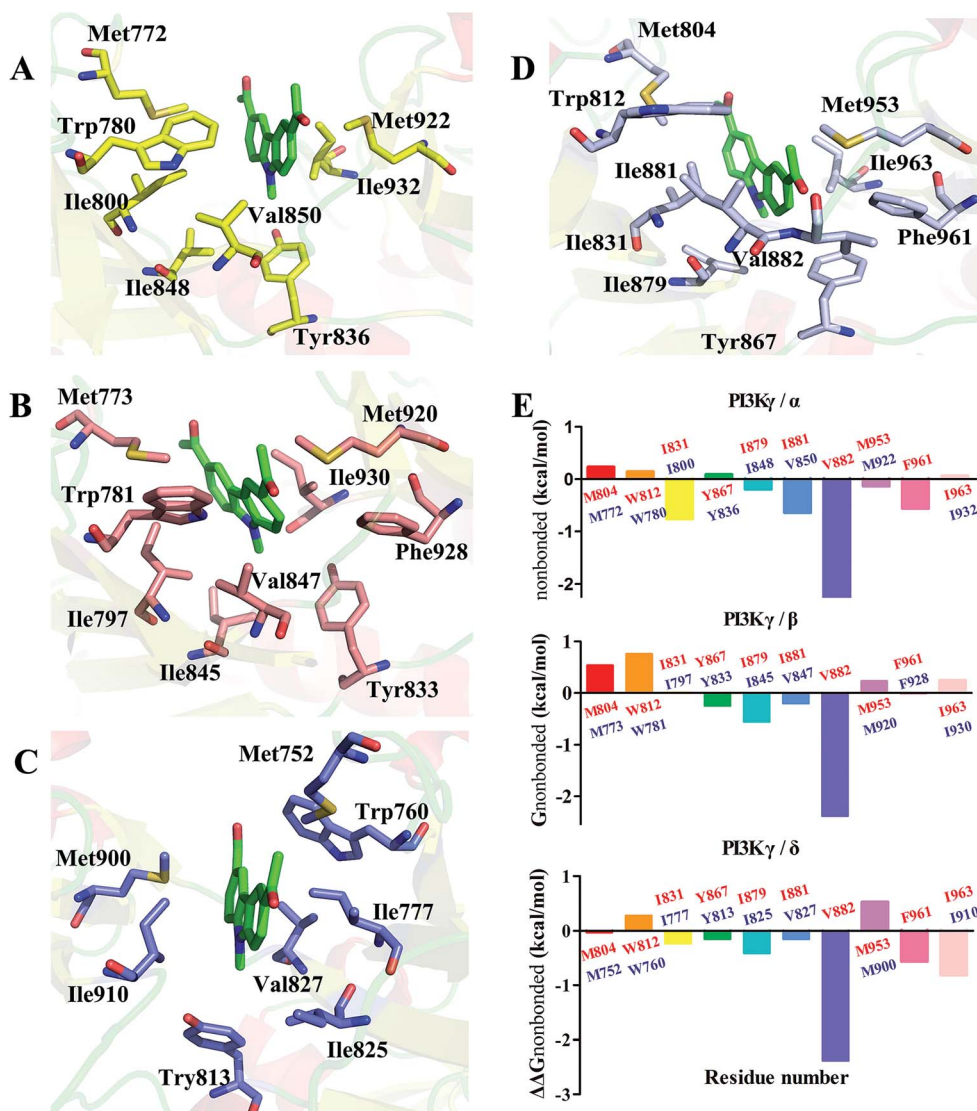 A
Met772
Trp780
Met922
Ile932
Ile800
Val850
Ile848
Tyr836
B
Met773
Met920
Ile930
Trp781
Phe928
Val847
Ile797
Ile845
Tyr833
C
Met752
Trp760
Met900
Ile777
Val827
Ile910
Ile825
Try813
D
Met804
Trp812
Met953
Ile881
Ile963
Ile831
Val882
Phe961
Ile879
Tyr867
E
PI3Kγ / α
nonbonded (kcal/mol)
1
0
-1
-2
M804 W812 I831 Y867 I879 I881 V882 M953 F961 I963
M772 W780 I800 Y836 I848 V850 M922 I932
PI3Kγ / β
Gnonbonded (kcal/mol)
1
0
-1
-2
M804 W812 I831 Y867 I879 I881 V882 M953 F961 I963
M773 W781 I797 Y833 I845 V847 M920 F928 I930
PI3Kγ / δ
ΔΔGnonbonded (kcal/mol)
1
0
-1
-2
-3
M804 W812 I831 Y867 I879 I881 V882 M953 F961 I963
M752 W760 I777 Y813 I825 V827 M900 I910
Residue number